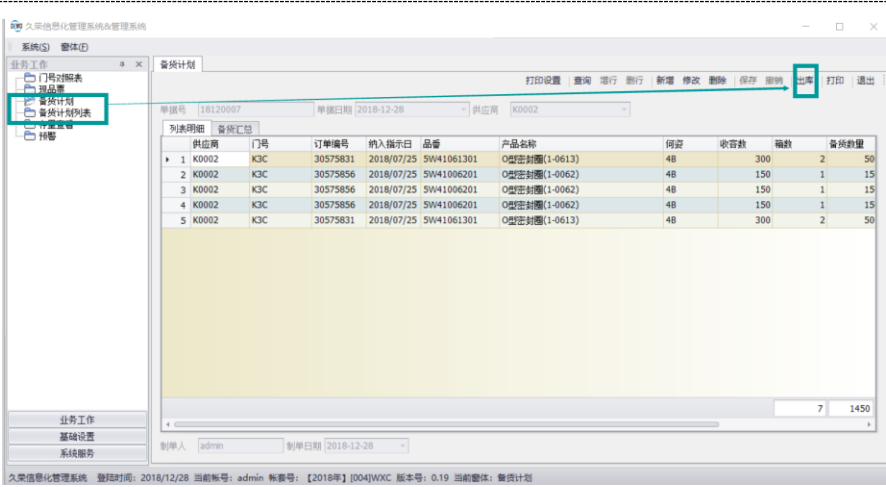 久荣信息化管理系统&管理系统
系统(S) 窗体(F)
业务工作
备货计划
门号对照表
现品票
备货计划
备货计划列表
存里查看
预警
打印设置 查询 增行 删行 新增 修改 删除 保存 撤销 出库 打印 退出
单据号 18120007 单据日期 2018-12-28 供应商 K0002
列表明细 备货汇总
供应商 门号 订单编号 纳入指示日 品番 产品名称 何姿 收容数 箱数 备货数里
1 K0002 K3C 30575831 2018/07/25 5W41061301 O型密封圈(1-0613) 4B 300 2 50
2 K0002 K3C 30575856 2018/07/25 5W41006201 O型密封圈(1-0062) 4B 150 1 15
3 K0002 K3C 30575856 2018/07/25 5W41006201 O型密封圈(1-0062) 4B 150 1 15
4 K0002 K3C 30575856 2018/07/25 5W41006201 O型密封圈(1-0062) 4B 150 1 15
5 K0002 K3C 30575831 2018/07/25 5W41061301 O型密封圈(1-0613) 4B 300 2 50
7 1450
业务工作
基础设置
系统服务
制单人 admin 制单日期 2018-12-28
久荣信息化管理系统 登陆时间: 2018/12/28 当前帐号: admin 帐套号: 【2018年】[004]WXC 版本号: 0.19 当前窗体: 备货计划